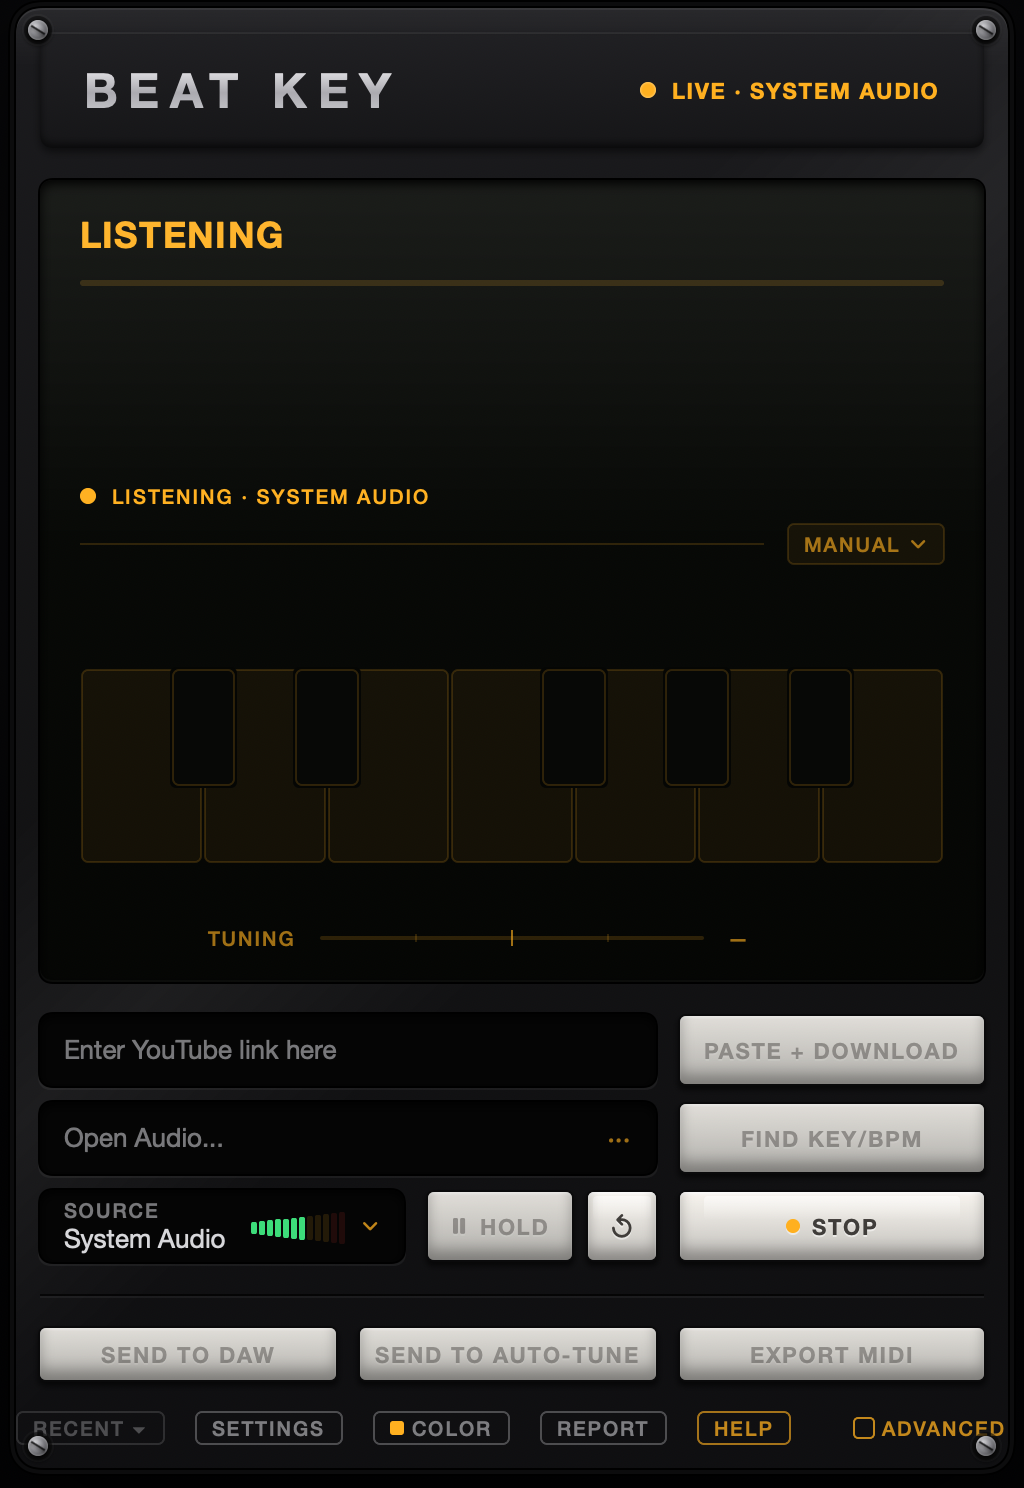 BEAT KEY
LIVE · SYSTEM AUDIO
LISTENING
LISTENING · SYSTEM AUDIO
MANUAL
TUNING –
Enter YouTube link here
PASTE + DOWNLOAD
Open Audio...
...
FIND KEY/BPM
SOURCE
System Audio
HOLD
STOP
SEND TO DAW
SEND TO AUTO-TUNE
EXPORT MIDI
RECENT
SETTINGS
COLOR
REPORT
HELP
ADVANCED